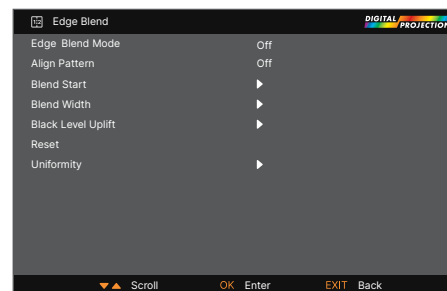 Edge Blend
DIGITAL
PROJECTION
Edge Blend Mode Off
Align Pattern Off
Blend Start
Blend Width
Black Level Uplift
Reset
Uniformity
Scroll OK Enter EXIT Back